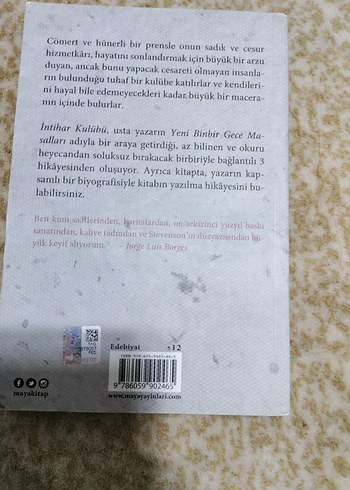 Cömert ve hünerli bir prensle onun sadık ve cesur
hizmetkârı, hayatını sonlandırmak için büyük bir arzu
duyan, ancak bunu yapacak cesareti olmayan insanla-
rın bulunduğu tuhaf bir kulübe katılırlar ve kendileri-
ni hayal bile edemeyecekleri kadar büyük bir macera-
nın içinde bulurlar.
İntihar Kulübü, usta yazarın Yeni Binbir Gece Ma-
salları adıyla bir araya getirdiği, az bilinen ve okuru
heyecandan soluksuz bırakacak birbiriyle bağlantılı 3
hikâyesinden oluşuyor. Ayrıca kitapta, yazarın kap-
samlı bir biyografisiyle kitabın yazılma hikâyesini bu-
labilirsiniz.
Ben kum saatlerinden, haritalardan, on sekizinci yüzyıl baskı
sanatından, kahve tadından ve Stevenson'ın düzyazısından bü-
yük keyif alıyorum. Jorge Luis Borges
Edebiyat
12
9 786059 902465
mayakitap
www.mayayayinlari.com